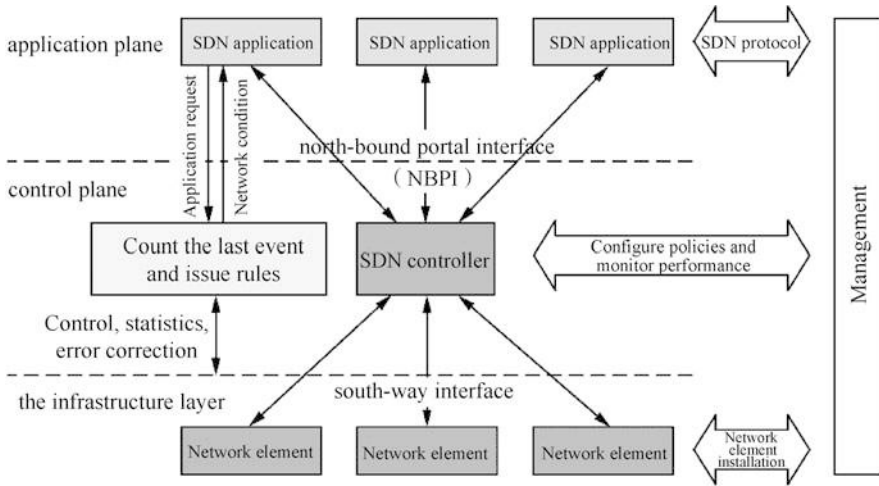 application plane
SDN application
SDN application
SDN application
SDN protocol
Application request
Network condition
north-bound portal interface
( NBPI )
control plane
Count the last event
and issue rules
SDN controller
Configure policies and
monitor performance
Management
Control, statistics,
error correction
south-way interface
the infrastructure layer
Network element
Network element
Network element
Network
element
installation